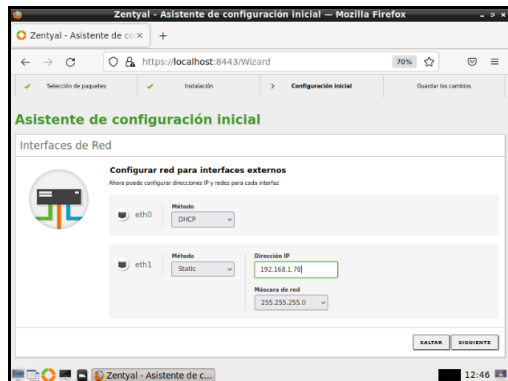 Zentyal - Asistente de configuración inicial — Mozilla Firefox
Zentyal - Asistente de co
https://localhost:8443/Wizard
70%
Selección de paquetes
Instalación
Configuración inicial
Guardar los cambios
Asistente de configuración inicial
Interfaces de Red
Configurar red para interfaces externos
Ahora puede configurar direcciones IP y redes para cada interfaz
Método
eth0
DHCP
Método
Dirección IP
eth1
Static
192.168.1.78
Máscara de red
255.255.255.0
SALTAR
SIGUIENTE
Zentyal - Asistente de c...
12:46